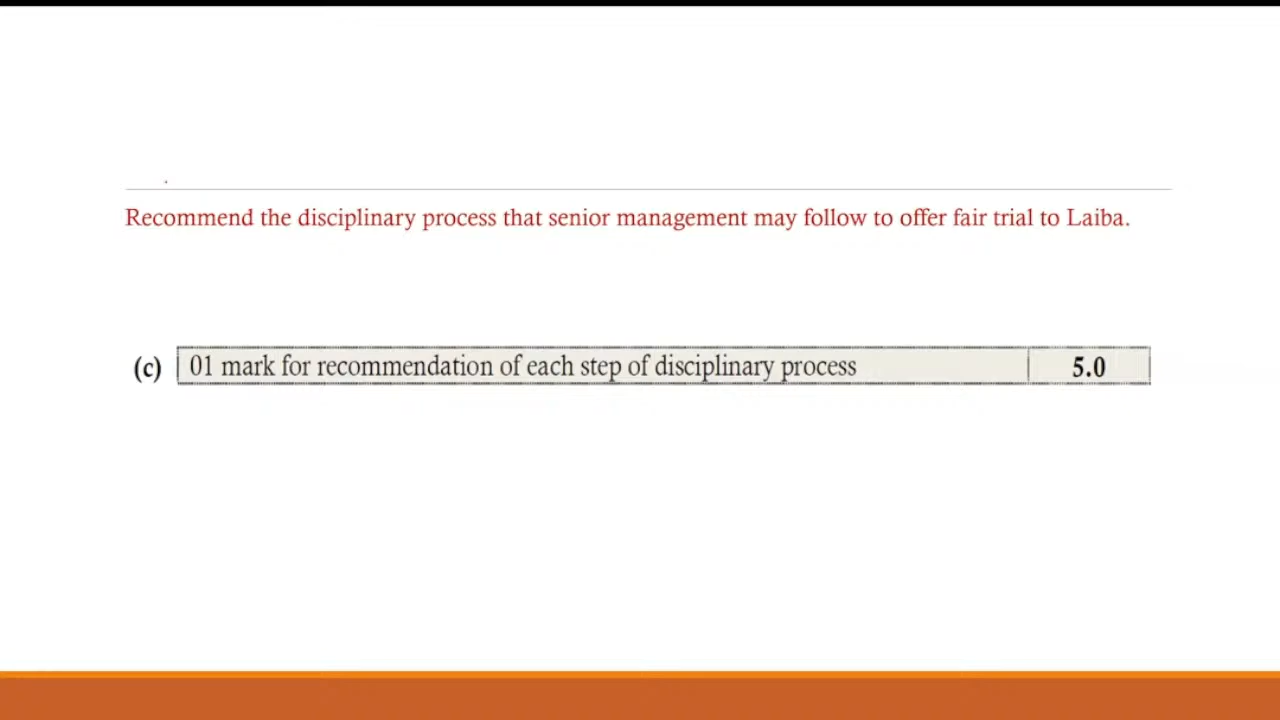 Recommend the disciplinary process that senior management may follow to offer fair trial to Laiba.
(c) 01 mark for recommendation of each step of disciplinary process 5.0